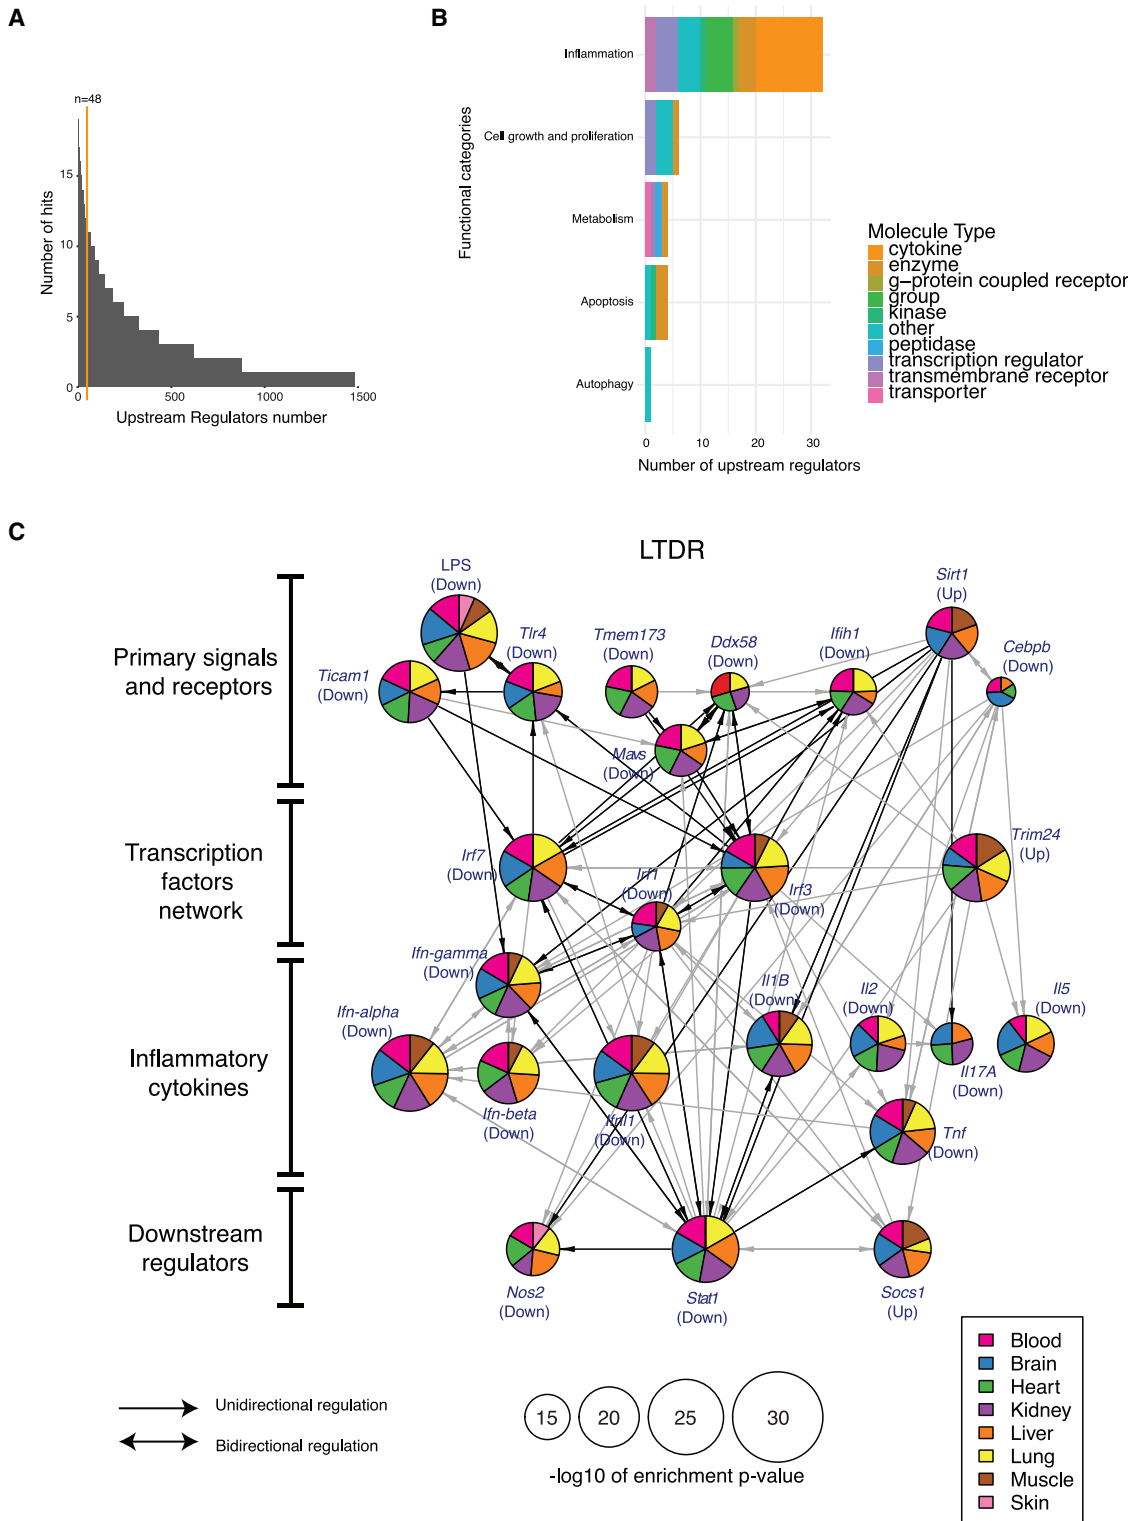 A
n=48
15
10
5
0
Number of hits
0
500
1000
1500
Upstream Regulators number
B
Functional categories
Inflammation
Cell growth and proliferation
Metabolism
Apoptosis
Autophagy
0
10
20
30
Number of upstream regulators
Molecule Type
cytokine
enzyme
g-protein coupled receptor
group
kinase
other
peptidase
transcription regulator
transmembrane receptor
transporter
C
LTDR
Primary signals
and receptors
Transcription
factors
network
Inflammatory
cytokines
Downstream
regulators
LPS
(Down)
Tlr4
(Down)
Ticam1
(Down)
Tmem173
(Down)
Ddx58
(Down)
Ifih1
(Down)
Sirt1
(Up)
Cebpb
(Down)
Mavs
(Down)
Irf7
(Down)
Irf1
(Down)
Irf3
(Down)
Trim24
(Up)
Ifn-gamma
(Down)
Ifn-alpha
(Down)
Ifn-beta
(Down)
Ifnl1
(Down)
Il1B
(Down)
Il2
(Down)
Il17A
(Down)
Il5
(Down)
Tnf
(Down)
Nos2
(Down)
Stat1
(Down)
Socs1
(Up)
Unidirectional regulation
Bidirectional regulation
15
20
25
30
-log10 of enrichment p-value
Blood
Brain
Heart
Kidney
Liver
Lung
Muscle
Skin